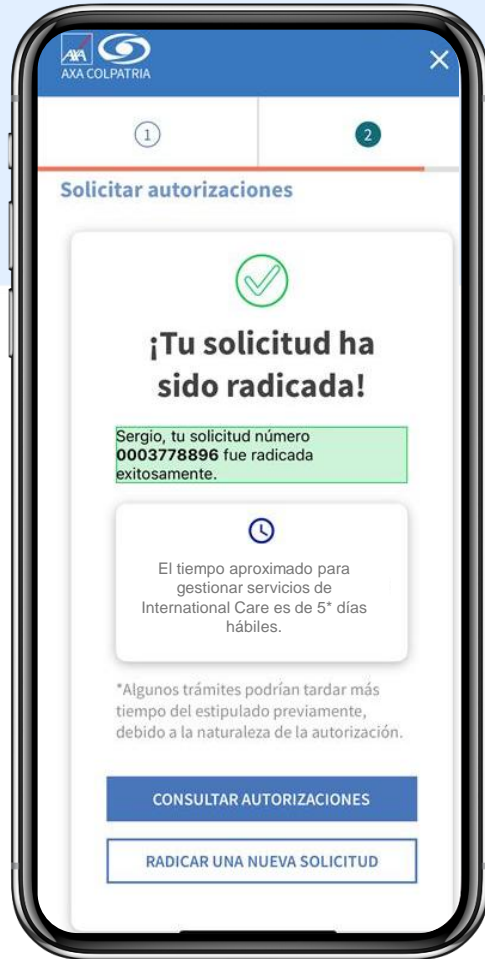 AXA
AXA COLPATRIA
1
2
Solicitar autorizaciones
¡Tu solicitud ha
sido radicada!
Sergio, tu solicitud número
0003778896 fue radicada
exitosamente.
El tiempo aproximado para
gestionar servicios de
International Care es de 5* días
hábiles.
*Algunos trámites podrían tardar más
tiempo del estipulado previamente,
debido a la naturaleza de la autorización.
CONSULTAR AUTORIZACIONES
RADICAR UNA NUEVA SOLICITUD